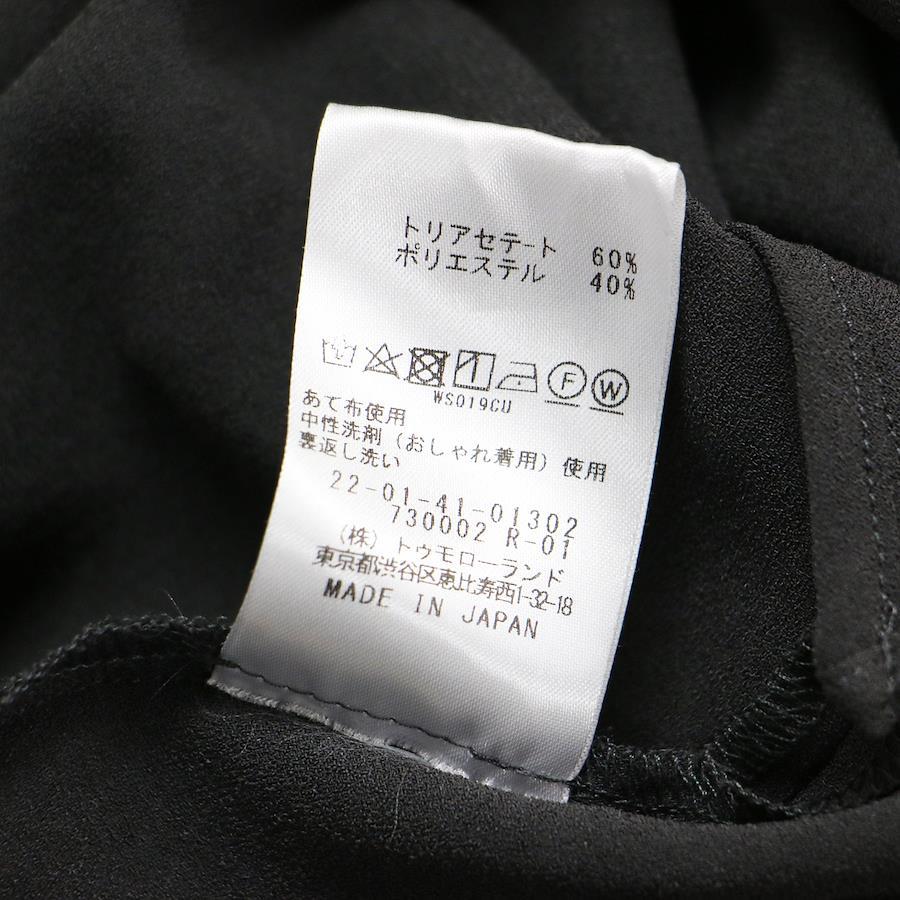 トリアセテート 60%
ポリエステル 40%
F W
WS019CU
あて布使用
中性洗剤（おしゃれ着用）使用
裏返し洗い
22-01-41-01302
730002 R-01
（株）トゥモローランド
東京都渋谷区恵比寿西1-32-18
MADE IN JAPAN